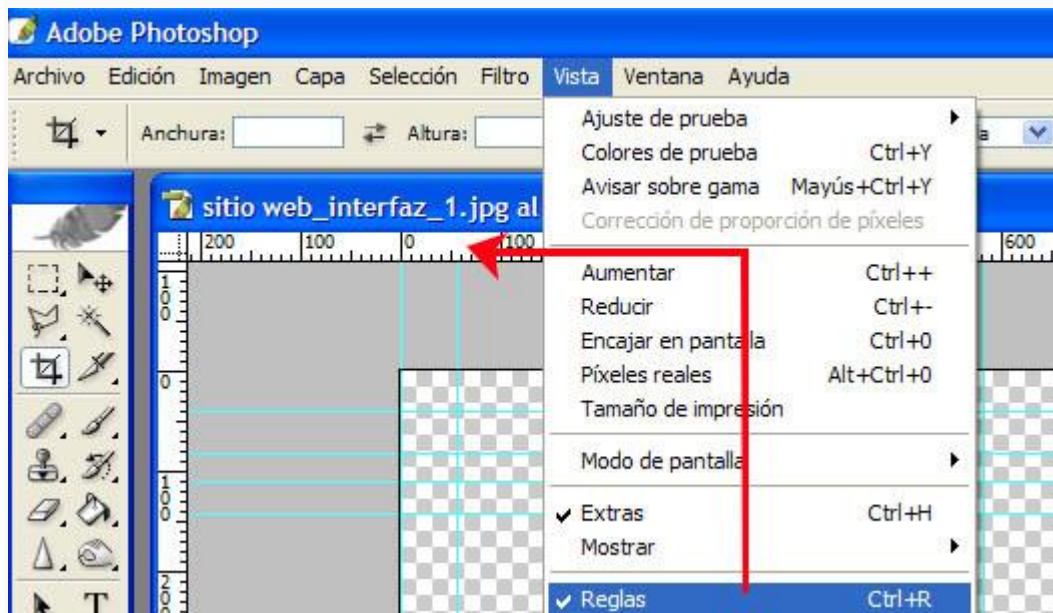 Adobe Photoshop
Archivo Edición Imagen Capa Selección Filtro Vista Ventana Ayuda
Anchura: Altura:
Ajuste de prueba
Colores de prueba Ctrl+Y
Avisar sobre gama Mayús+Ctrl+Y
Corrección de proporción de píxeles
sitio web_interfaz_1.jpg al
200 100 0 100 600
Aumentar Ctrl++
Reducir Ctrl+-
Encajar en pantalla Ctrl+0
Píxeles reales Alt+Ctrl+0
Tamaño de impresión
Modo de pantalla
Extras Ctrl+H
Mostrar
Reglas Ctrl+R
100
0
100
T